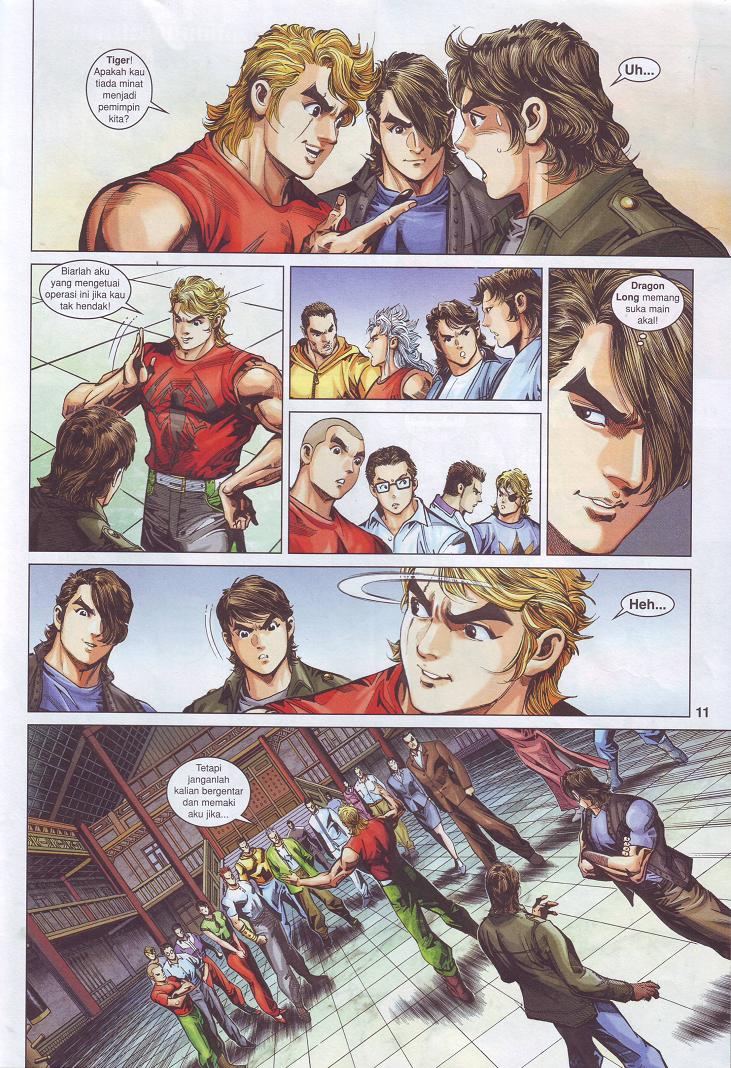 Tiger!
Apakah kau
tiada minat
menjadi
pemimpin
kita?
Uh...
Biarlah aku
yang mengetuai
operasi ini jika kau
tak hendak!
Dragon
Long memang
suka main
akal!
Heh...
11
Tetapi
janganlah
kalian bergentar
dan memaki
aku jika...